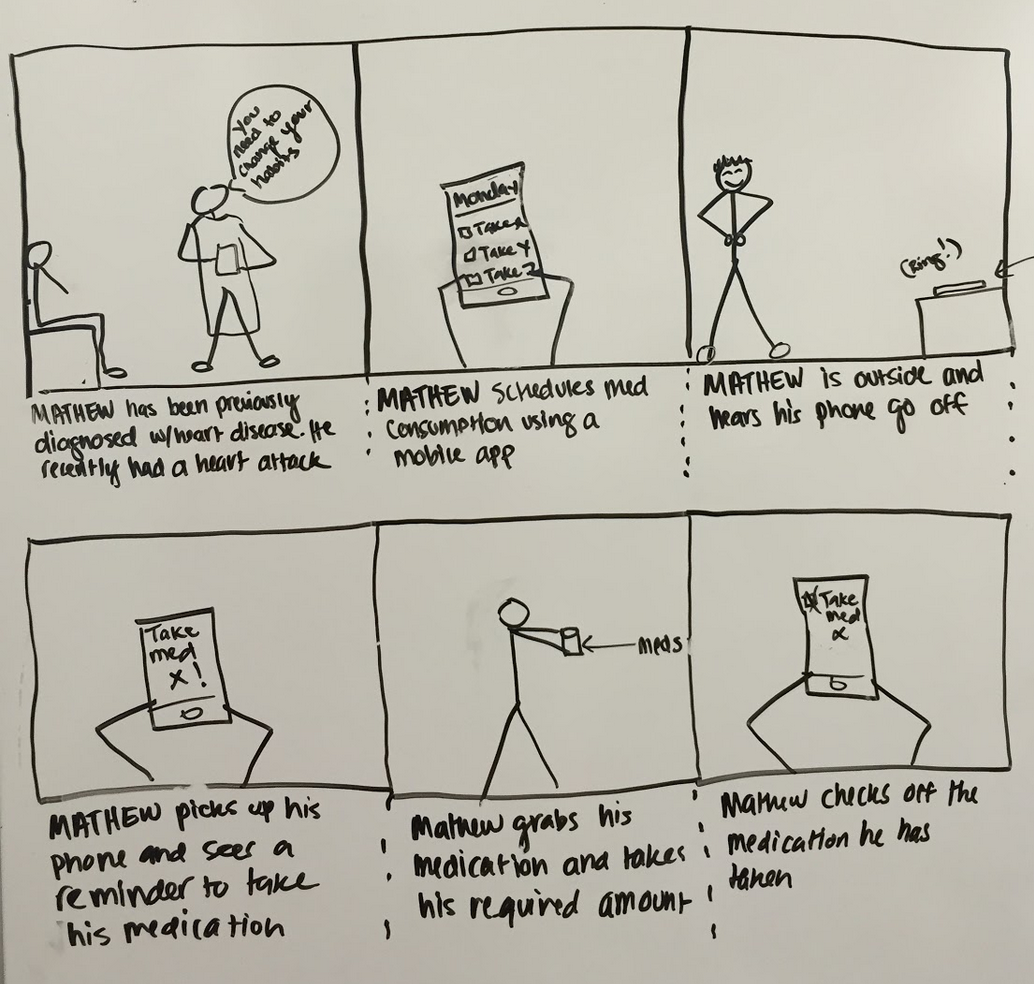 You
need to
change your
habits
MATHEW has been previously
diagnosed w/heart disease. He
recently had a heart attack
Monday
Take X
Take Y
Take Z
MATHEW schedules med
consumption using a
mobile app
(Ring!)
MATHEW is outside and
hears his phone go off
Take
med
X!
MATHEW picks up his
phone and sees a
reminder to take
his medication
meds
Mathew grabs his
medication and takes
his required amount
Take
med
X
Mathew checks off the
medication he has
taken